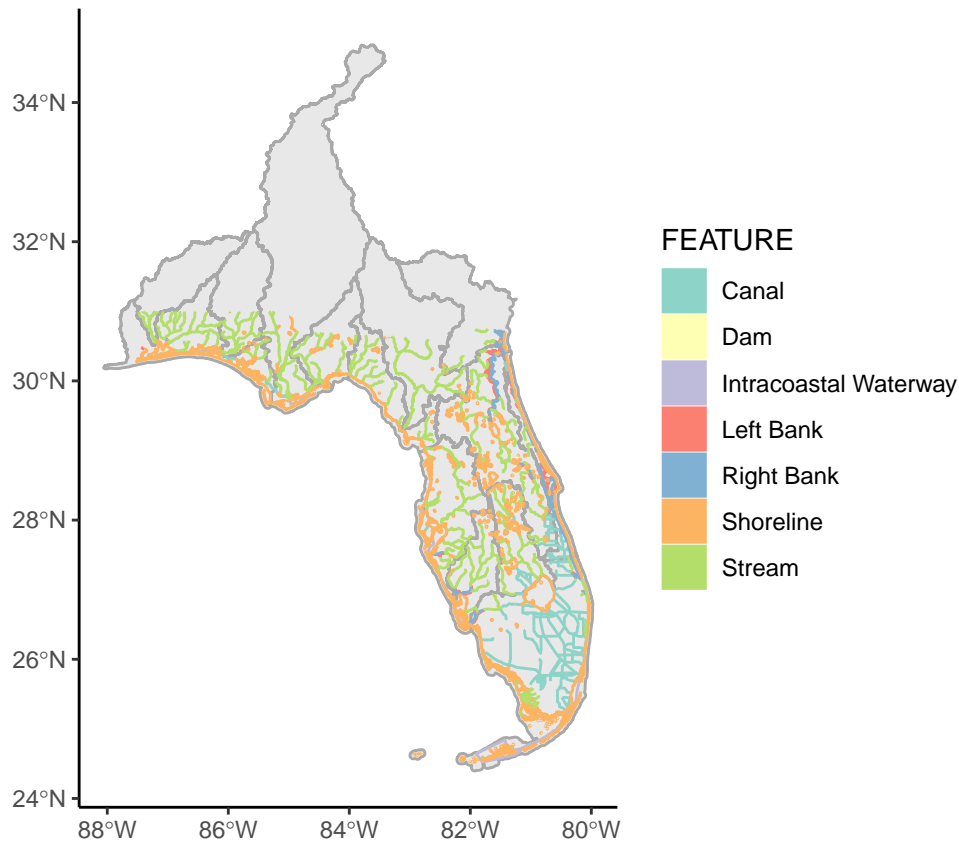 34°N
32°N
30°N
28°N
26°N
24°N
88°W
86°W
84°W
82°W
80°W
FEATURE
Canal
Dam
Intracoastal Waterway
Left Bank
Right Bank
Shoreline
Stream